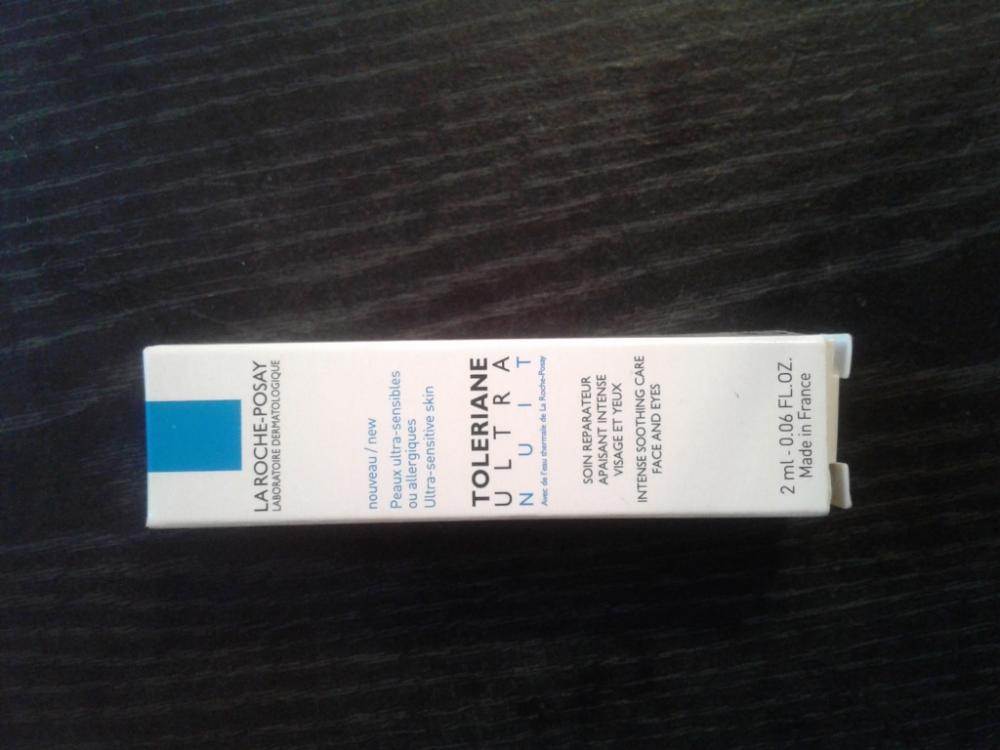 LA ROCHE-POSAY
LABORATOIRE DERMATOLOGIQUE
nouveau / new
Peaux ultra-sensibles
ou allergiques
Ultra-sensitive skin
TOLERIANE
ULTRA
NUIT
Avec de l'eau thermale de La Roche-Posay
SOIN REPARATEUR
APAISANT INTENSE
VISAGE ET YEUX
INTENSE SOOTHING CARE
FACE AND EYES
2 ml - 0.06 FL.OZ.
Made in France